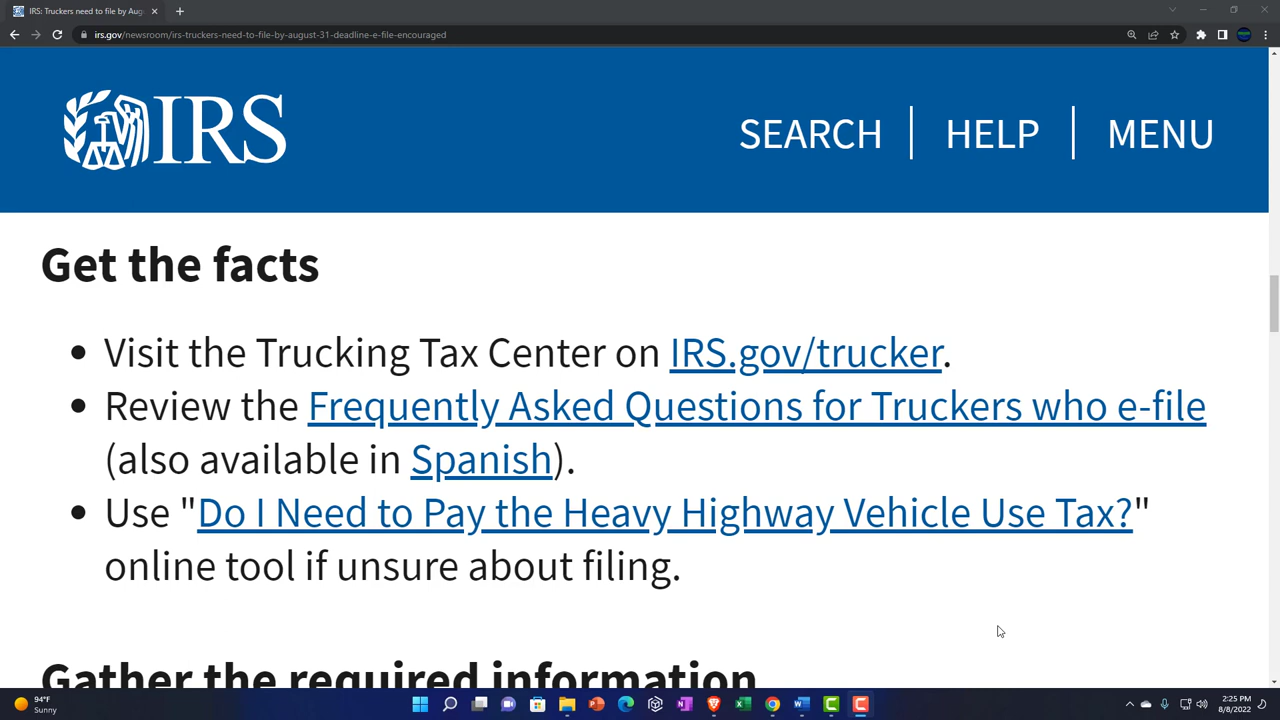 IRS: Truckers need to file by Aug
irs.gov/newsroom/irs-truckers-need-to-file-by-august-31-deadline-e-file-encouraged
IRS
SEARCH HELP MENU
Get the facts
Visit the Trucking Tax Center on IRS.gov/trucker.
Review the Frequently Asked Questions for Truckers who e-file
(also available in Spanish).
Use "Do I Need to Pay the Heavy Highway Vehicle Use Tax?"
online tool if unsure about filing.
Gather the required information
94°F
Sunny
2:25 PM
8/8/2022